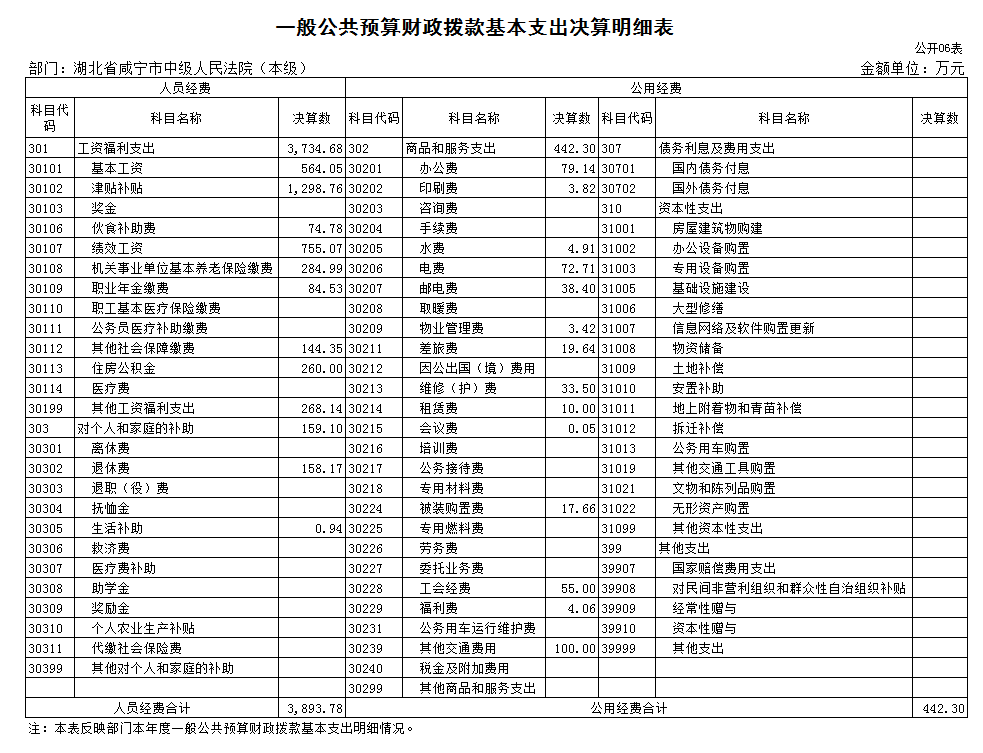 一般公共预算财政拨款基本支出决算明细表
公开06表
部门：湖北省咸宁市中级人民法院（本级） 金额单位：万元
人员经费 公用经费
科目代码 科目名称 决算数 科目代码 科目名称 决算数 科目代码 科目名称 决算数
301 工资福利支出 3,734.68 302 商品和服务支出 442.30 307 债务利息及费用支出
30101 基本工资 564.05 30201 办公费 79.14 30701 国内债务付息
30102 津贴补贴 1,298.76 30202 印刷费 3.82 30702 国外债务付息
30103 奖金 30203 咨询费 310 资本性支出
30106 伙食补助费 74.78 30204 手续费 31001 房屋建筑物购建
30107 绩效工资 755.07 30205 水费 4.91 31002 办公设备购置
30108 机关事业单位基本养老保险缴费 284.99 30206 电费 72.71 31003 专用设备购置
30109 职业年金缴费 84.53 30207 邮电费 38.40 31005 基础设施建设
30110 职工基本医疗保险缴费 30208 取暖费 31006 大型修缮
30111 公务员医疗补助缴费 30209 物业管理费 3.42 31007 信息网络及软件购置更新
30112 其他社会保障缴费 144.35 30211 差旅费 19.64 31008 物资储备
30113 住房公积金 260.00 30212 因公出国（境）费用 31009 土地补偿
30114 医疗费 30213 维修（护）费 33.50 31010 安置补助
30199 其他工资福利支出 268.14 30214 租赁费 10.00 31011 地上附着物和青苗补偿
303 对个人和家庭的补助 159.10 30215 会议费 0.05 31012 拆迁补偿
30301 离休费 30216 培训费 31013 公务用车购置
30302 退休费 158.17 30217 公务接待费 31019 其他交通工具购置
30303 退职（役）费 30218 专用材料费 31021 文物和陈列品购置
30304 抚恤金 30224 被装购置费 17.66 31022 无形资产购置
30305 生活补助 0.94 30225 专用燃料费 31099 其他资本性支出
30306 救济费 30226 劳务费 399 其他支出
30307 医疗费补助 30227 委托业务费 39907 国家赔偿费用支出
30308 助学金 30228 工会经费 55.00 39908 对民间非营利组织和群众性自治组织补贴
30309 奖励金 30229 福利费 4.06 39909 经常性赠与
30310 个人农业生产补贴 30231 公务用车运行维护费 39910 资本性赠与
30311 代缴社会保险费 30239 其他交通费用 100.00 39999 其他支出
30399 其他对个人和家庭的补助 30240 税金及附加费用
30299 其他商品和服务支出
人员经费合计 3,893.78 公用经费合计 442.30
注：本表反映部门本年度一般公共预算财政拨款基本支出明细情况。